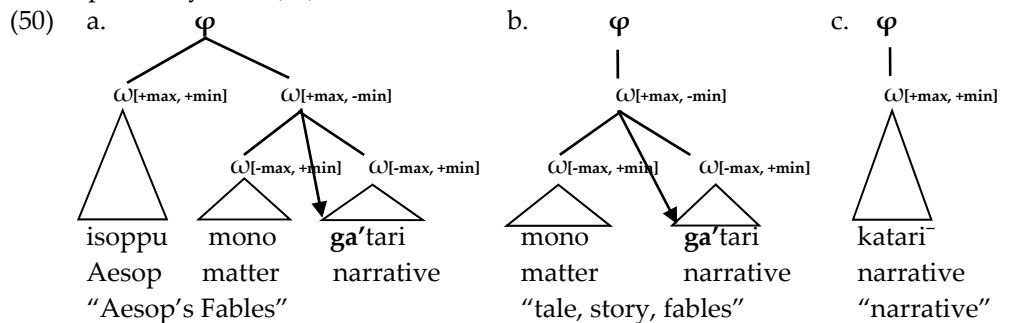 (50) a. φ b. φ c. φ
ω[+max, +min] ω[+max, -min] ω[+max, -min] ω[+max, +min]
ω[-max, +min] ω[-max, +min] ω[-max, +min] ω[-max, +min]
isoppu mono ga'tari mono ga'tari katari¯
Aesop matter narrative matter narrative narrative
“Aesop's Fables” “tale, story, fables” “narrative”